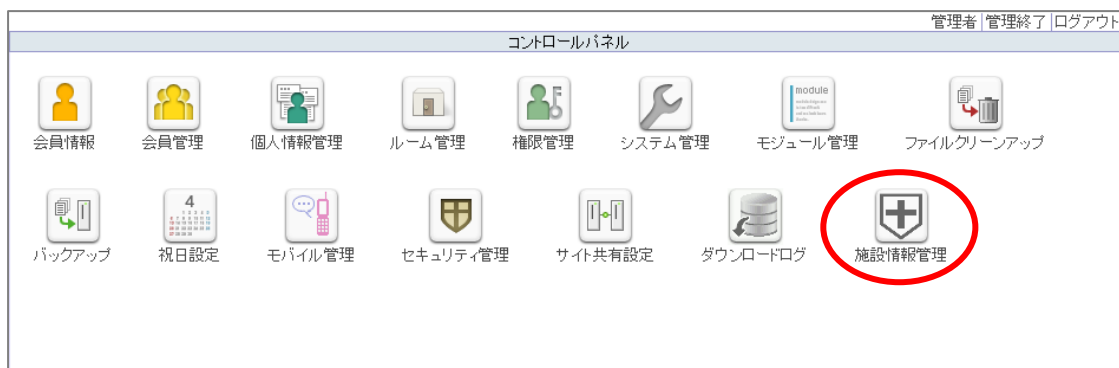 管理者|管理終了|ログアウト
コントロールパネル
module
会員情報 会員管理 個人情報管理 ルーム管理 権限管理 システム管理 モジュール管理 ファイルクリーンアップ
4
バックアップ 祝日設定 モバイル管理 セキュリティ管理 サイト共有設定 ダウンロードログ 施設情報管理